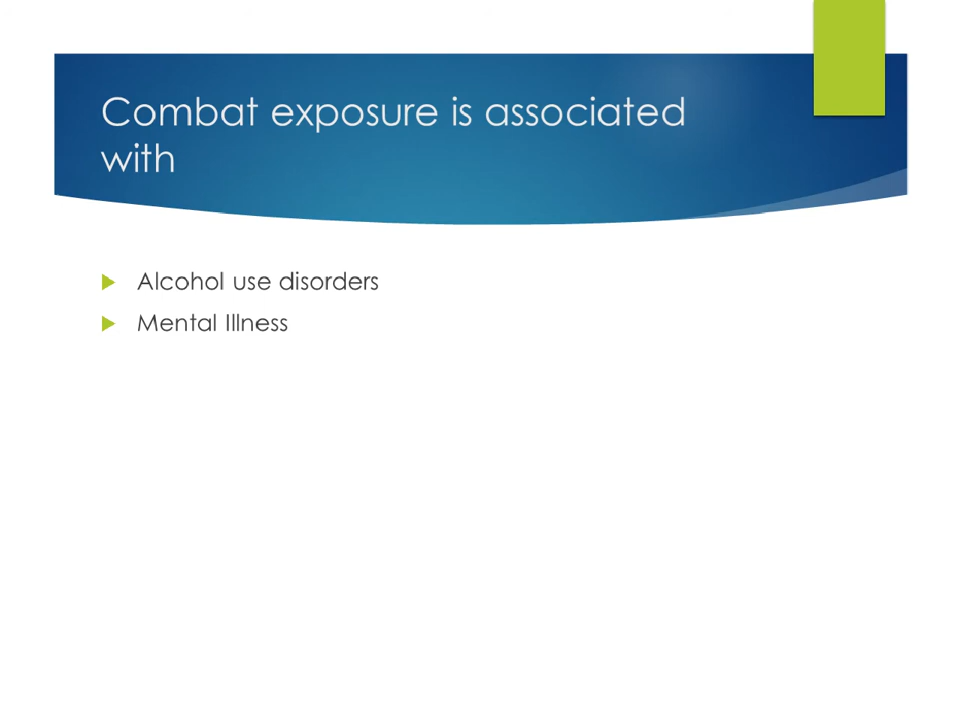 Combat exposure is associated
with
Alcohol use disorders
Mental Illness